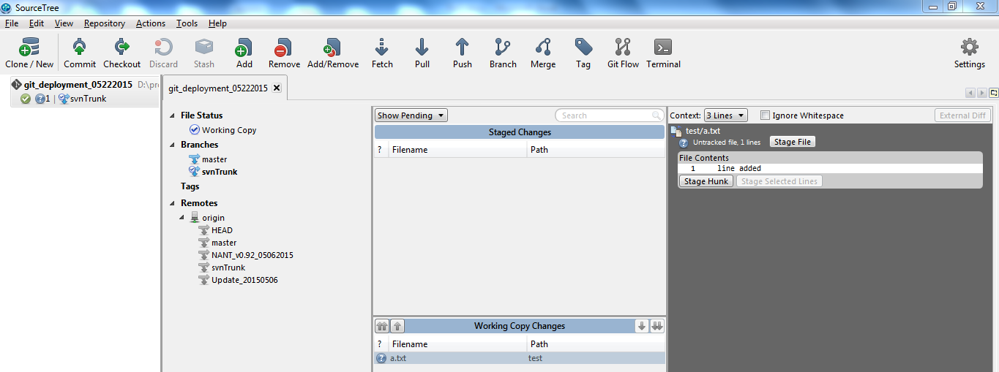 SourceTree
File Edit View Repository Actions Tools Help
Clone / New Commit Checkout Discard Stash Add Remove Add/Remove Fetch Pull Push Branch Merge Tag Git Flow Terminal Settings
git_deployment_05222015 D:\pr
1 | svnTrunk
git_deployment_05222015
File Status
Working Copy
Branches
master
svnTrunk
Tags
Remotes
origin
HEAD
master
NANT_v0.92_05062015
svnTrunk
Update_20150506
Show Pending Search
Staged Changes
? Filename Path
Working Copy Changes
? Filename Path
? a.txt test
Context: 3 Lines Ignore Whitespace External Diff
test/a.txt
? Untracked file, 1 lines Stage File
File Contents
1 line added
Stage Hunk Stage Selected Lines